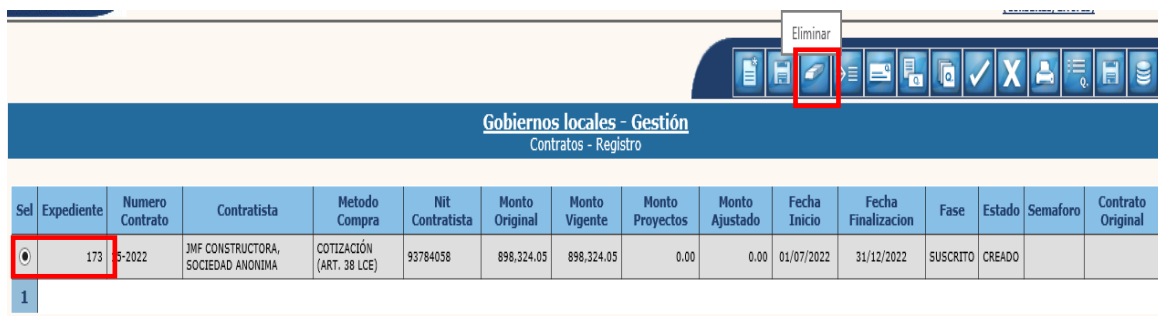 Eliminar
Gobiernos locales - Gestión
Contratos - Registro
Sel Expediente Numero Contrato Contratista Metodo Compra Nit Contratista Monto Original Monto Vigente Monto Proyectos Monto Ajustado Fecha Inicio Fecha Finalizacion Fase Estado Semaforo Contrato Original
173 5-2022 JMF CONSTRUCTORA, SOCIEDAD ANONIMA COTIZACIÓN (ART. 38 LCE) 93784058 898,324.05 898,324.05 0.00 0.00 01/07/2022 31/12/2022 SUSCRITO CREADO
1